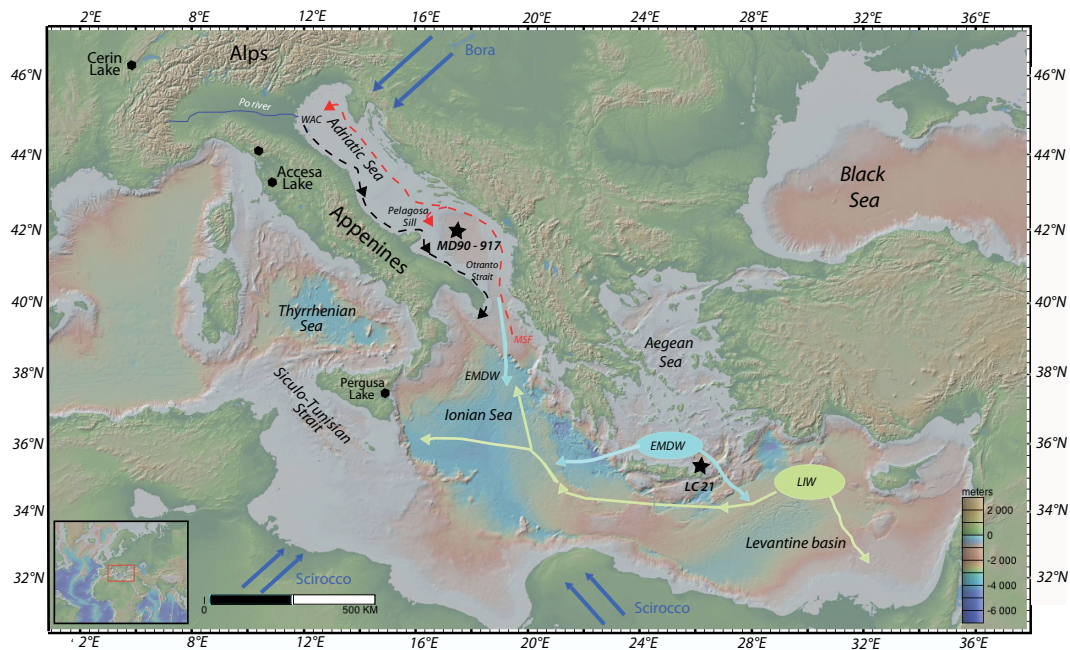 2°E 6°E 12°E 16°E 20°E 24°E 28°E 32°E 36°E
46°N
44°N
42°N
40°N
38°N
36°N
34°N
32°N
Cerin
Lake
Alps
Bora
Po river
WAC
Adriatic Sea
Accesa
Lake
Appenines
Pelagosa
Sill
MD90 - 917
Otranto
Strait
Black
Sea
Thyrrhenian
Sea
MSF
Aegean
Sea
EMDW
Pergusa
Lake
Siculo-Tunisian
Strait
Ionian Sea
EMDW
LC 21
LIW
Levantine basin
Scirocco
0 500 KM
Scirocco
meters
2 000
0
-2 000
-4 000
-6 000
46°N
44°N
42°N
40°N
38°N
36°N
34°N
32°N
2°E 8°E 12°E 16°E 20°E 24°E 28°E 32°E 36°E